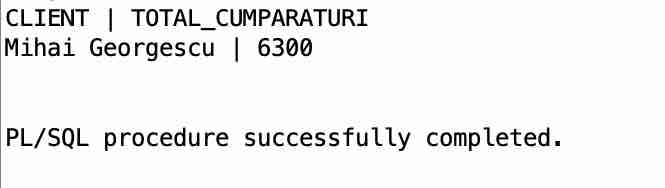 CLIENT | TOTAL_CUMPARATURI
Mihai Georgescu | 6300
PL/SQL procedure successfully completed.